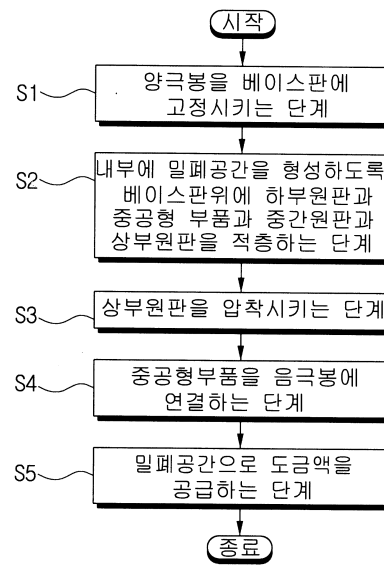 시작
S1
양극봉을 베이스판에
고정시키는 단계
S2
내부에 밀폐공간을 형성하도록
베이스판위에 하부원판과
중공형 부품과 중간원판과
상부원판을 적층하는 단계
S3
상부원판을 압착시키는 단계
S4
중공형부품을 음극봉에
연결하는 단계
S5
밀폐공간으로 도금액을
공급하는 단계
종료